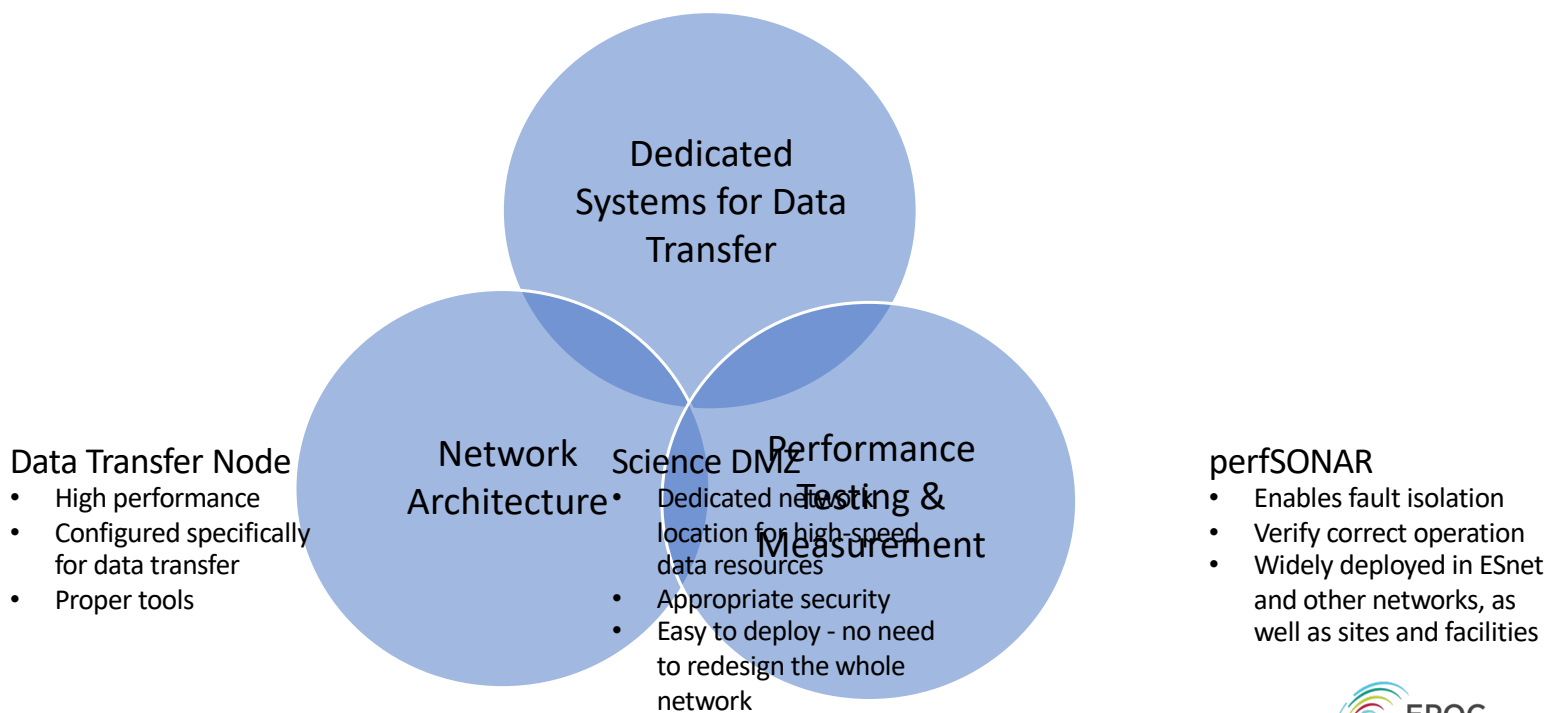 Dedicated
Systems for Data
Transfer
Network
Architecture
Performance
Testing &
Measurement
Data Transfer Node
• High performance
• Configured specifically
for data transfer
• Proper tools
Science DMZ
• Dedicated network
location for high-speed
data resources
• Appropriate security
• Easy to deploy - no need
to redesign the whole
network
perfSONAR
• Enables fault isolation
• Verify correct operation
• Widely deployed in ESnet
and other networks, as
well as sites and facilities